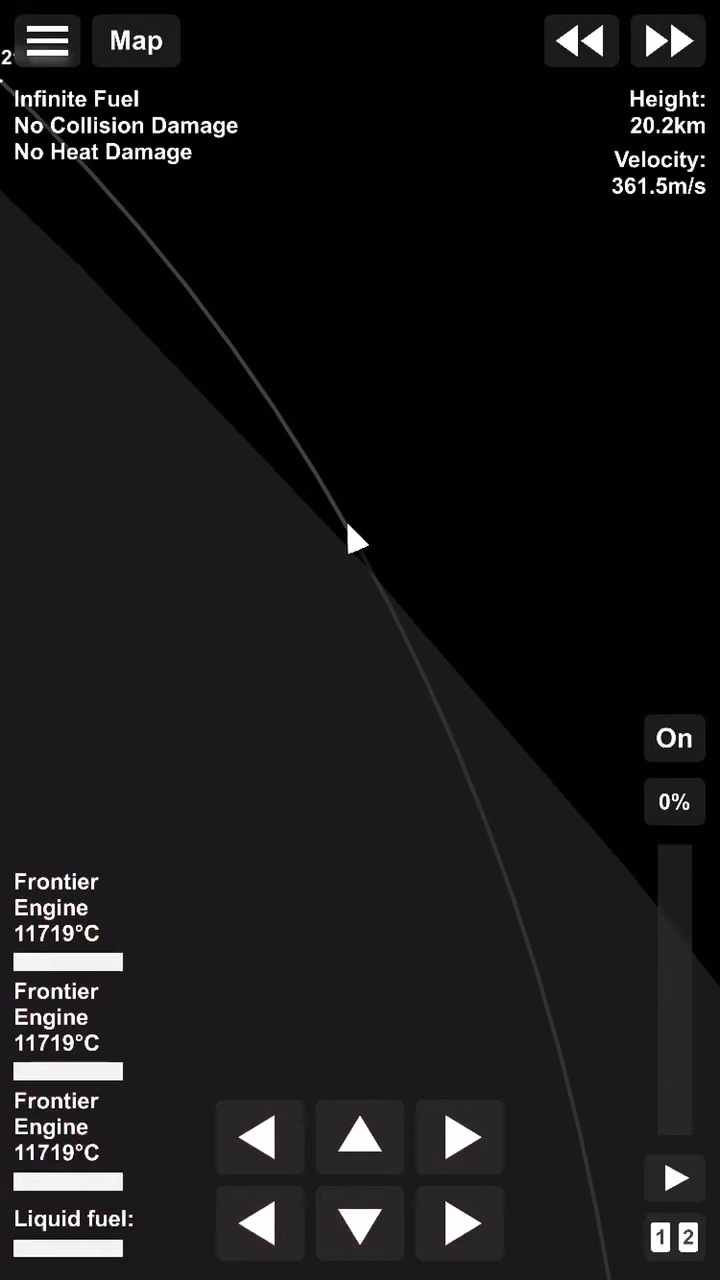 Map
Infinite Fuel
No Collision Damage
No Heat Damage
Height:
20.2km
Velocity:
361.5m/s
On
0%
Frontier
Engine
11719°C
Frontier
Engine
11719°C
Frontier
Engine
11719°C
Liquid fuel:
1 2